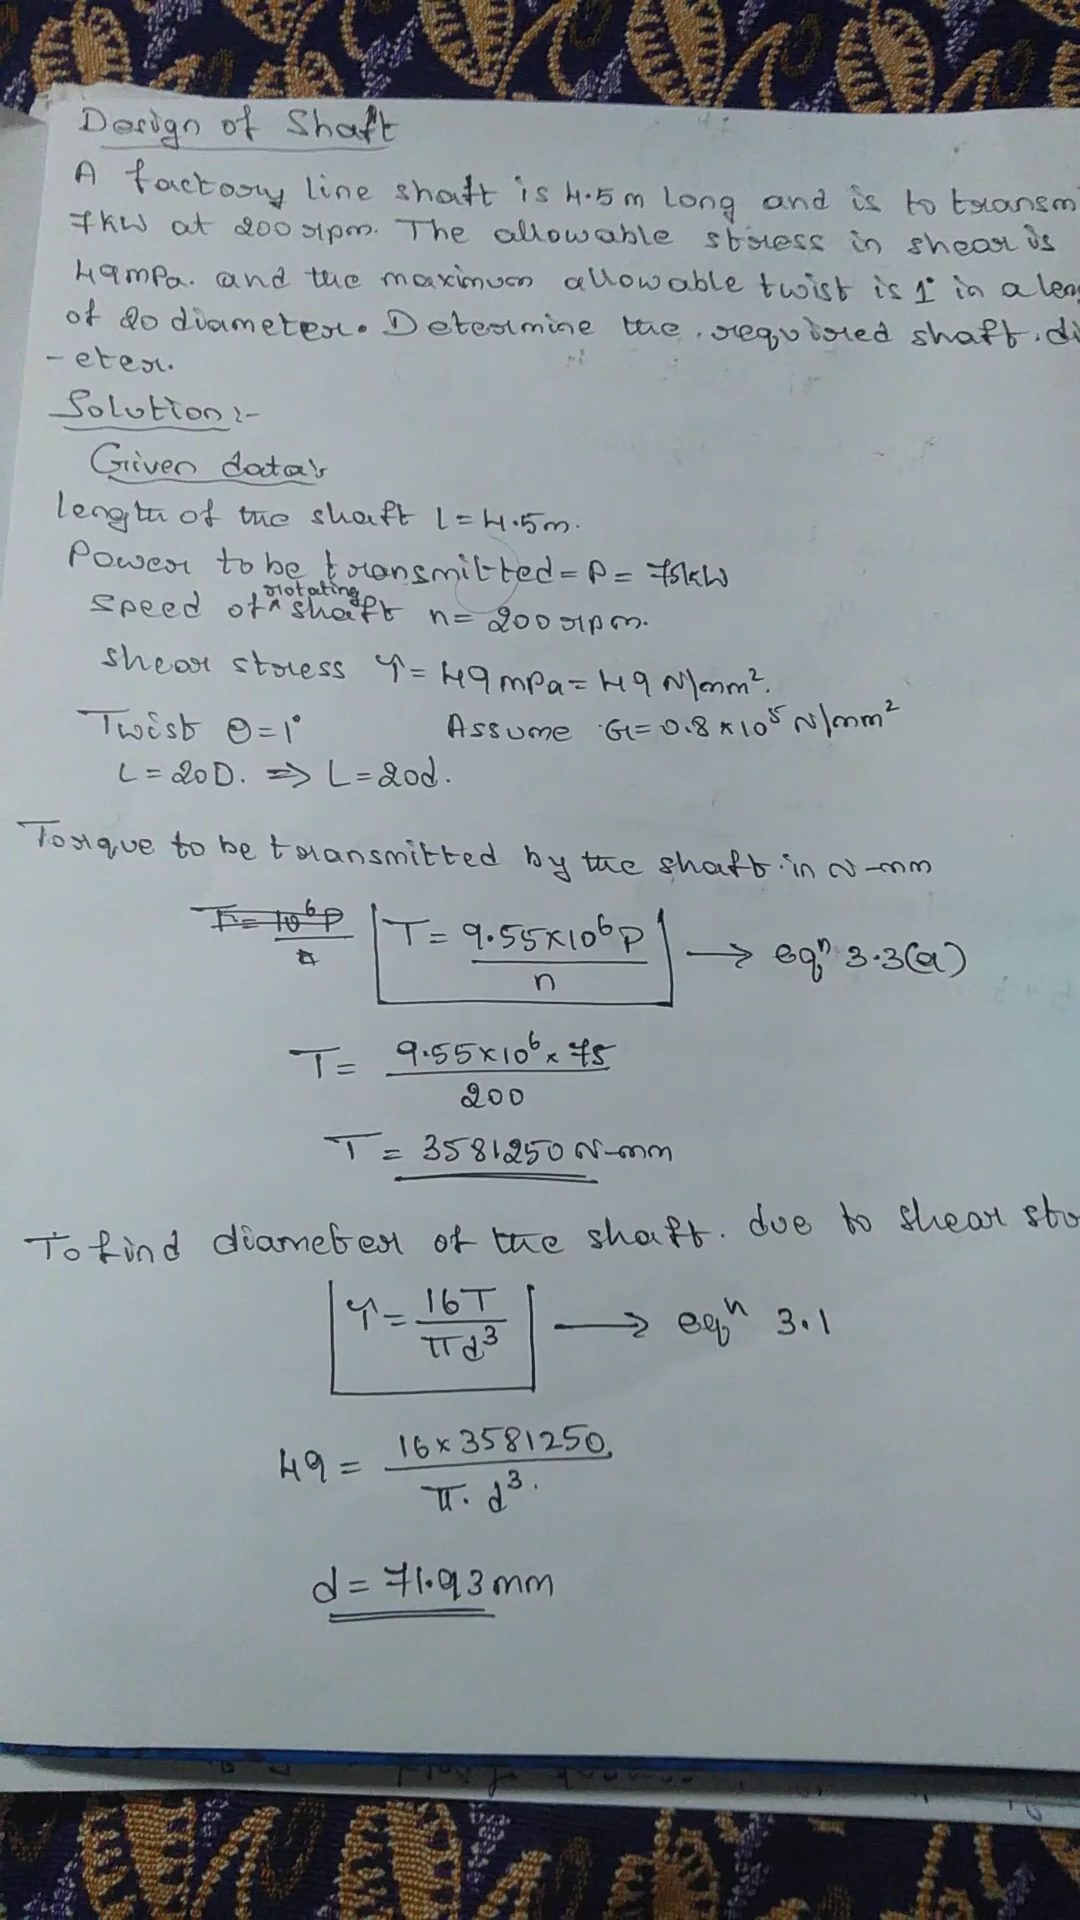 Design of Shaft
A factory line shaft is 4.5m long and is to transm
7kW at 200 rpm. The allowable stress in shear is
49mPa. and the maximum allowable twist is 1° in a leng
of 20 diameter. Determine the required shaft. di
-eter.
Solution:-
Given data's
length of the shaft l = 4.5m.
Power to be transmitted = P = 75kW
speed of ^rotating shaft n = 200 rpm.
shear stress τ = 49 mPa = 49 N/mm².
Twist θ = 1° Assume G = 0.8 × 10⁵ N/mm²
L = 20D. ⇒ L = 20d.
Torque to be transmitted by the shaft in N-mm
T = 9.55×10⁶ P / n → eqⁿ 3.3(a)
T = 9.55×10⁶ × 75 / 200
T = 3581250 N-mm
To find diameter of the shaft. due to shear str
τ = 16T / πd³ → eqⁿ 3.1
49 = 16 × 3581250 / π. d³.
d = 71.93 mm